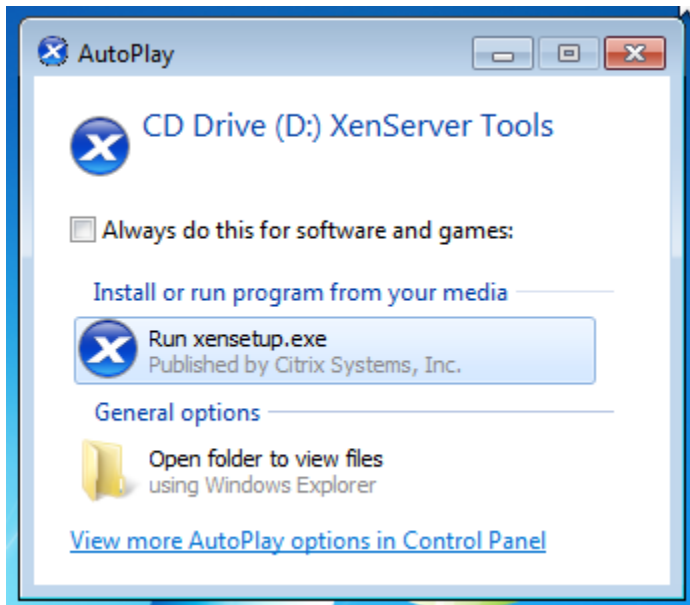 AutoPlay
CD Drive (D:) XenServer Tools
Always do this for software and games:
Install or run program from your media
Run xensetup.exe
Published by Citrix Systems, Inc.
General options
Open folder to view files
using Windows Explorer
View more AutoPlay options in Control Panel